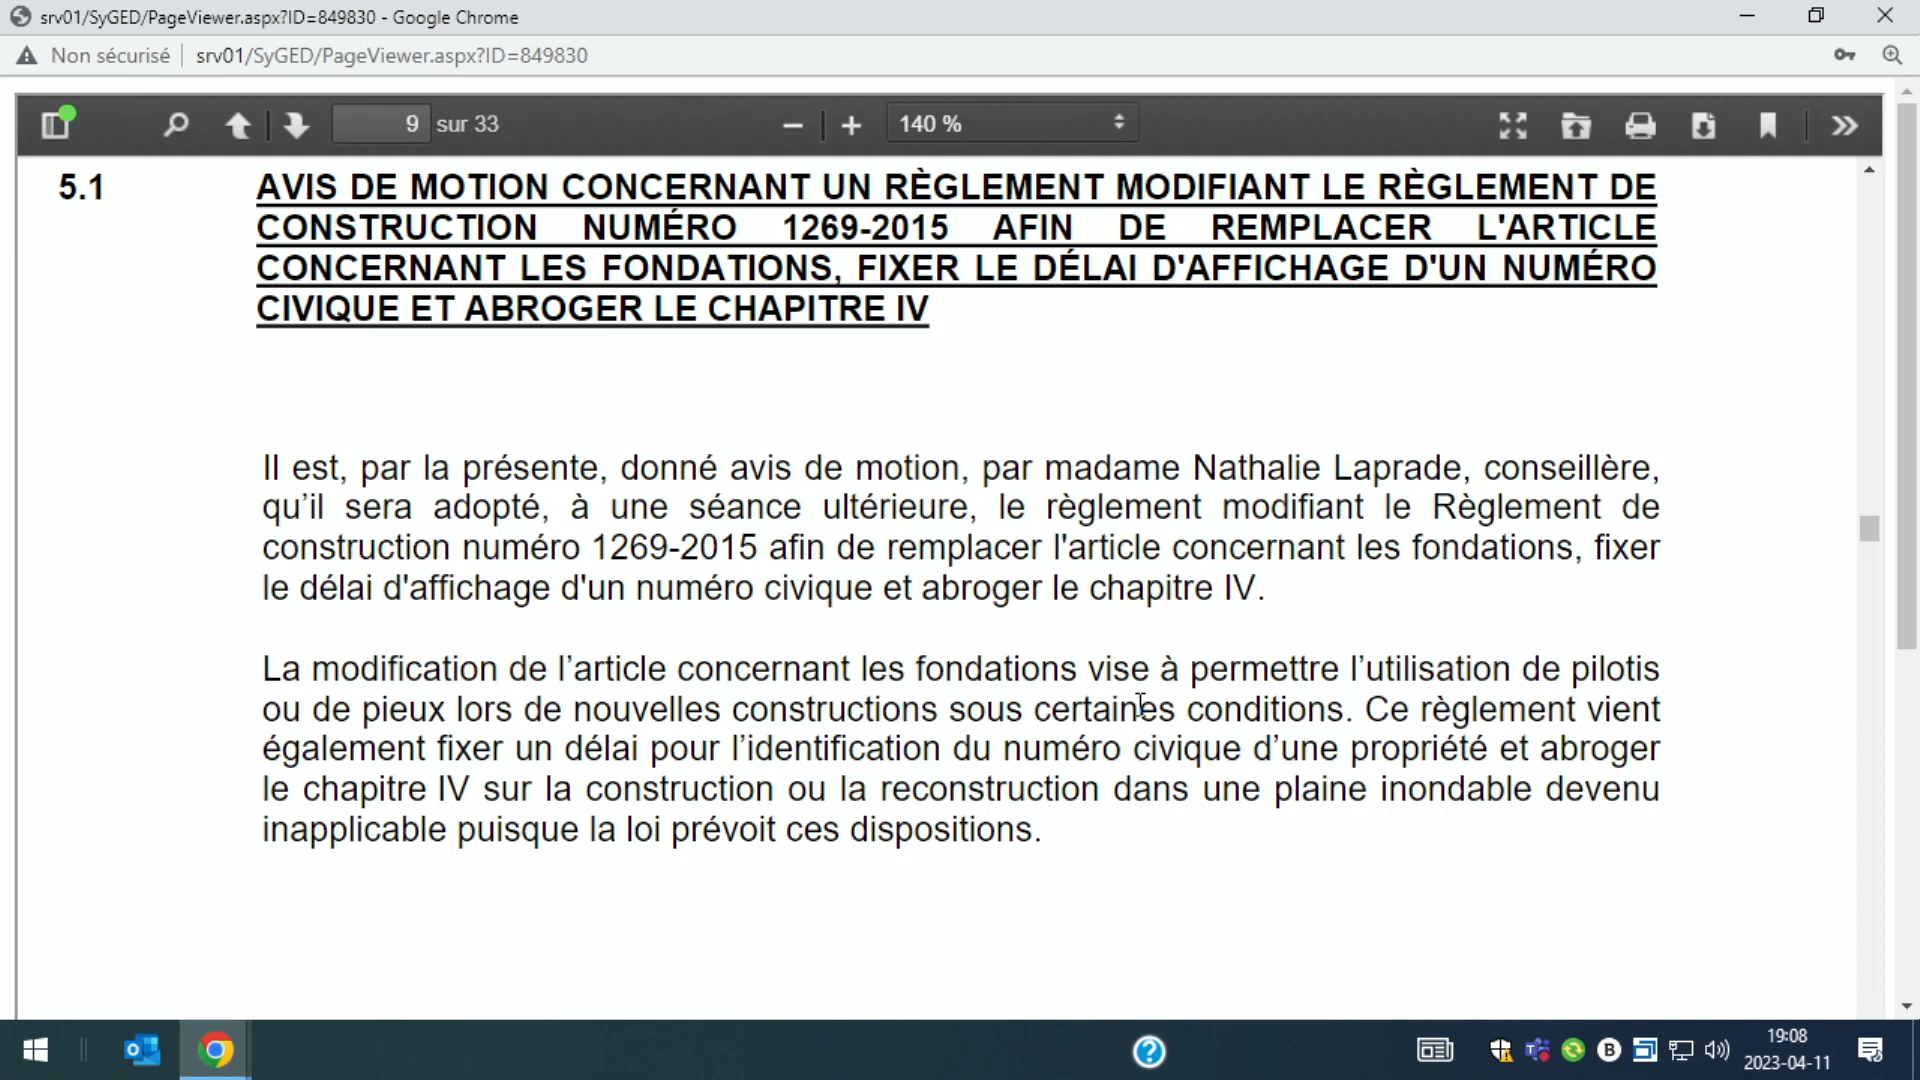 srv01/SyGED/PageViewer.aspx?ID=849830 - Google Chrome
Non sécurisé srv01/SyGED/PageViewer.aspx?ID=849830
9 sur 33 140 %
5.1 AVIS DE MOTION CONCERNANT UN RÈGLEMENT MODIFIANT LE RÈGLEMENT DE
CONSTRUCTION NUMÉRO 1269-2015 AFIN DE REMPLACER L'ARTICLE
CONCERNANT LES FONDATIONS, FIXER LE DÉLAI D'AFFICHAGE D'UN NUMÉRO
CIVIQUE ET ABROGER LE CHAPITRE IV
Il est, par la présente, donné avis de motion, par madame Nathalie Laprade, conseillère,
qu’il sera adopté, à une séance ultérieure, le règlement modifiant le Règlement de
construction numéro 1269-2015 afin de remplacer l'article concernant les fondations, fixer
le délai d'affichage d'un numéro civique et abroger le chapitre IV.
La modification de l’article concernant les fondations vise à permettre l’utilisation de pilotis
ou de pieux lors de nouvelles constructions sous certaines conditions. Ce règlement vient
également fixer un délai pour l’identification du numéro civique d’une propriété et abroger
le chapitre IV sur la construction ou la reconstruction dans une plaine inondable devenu
inapplicable puisque la loi prévoit ces dispositions.
19:08
2023-04-11